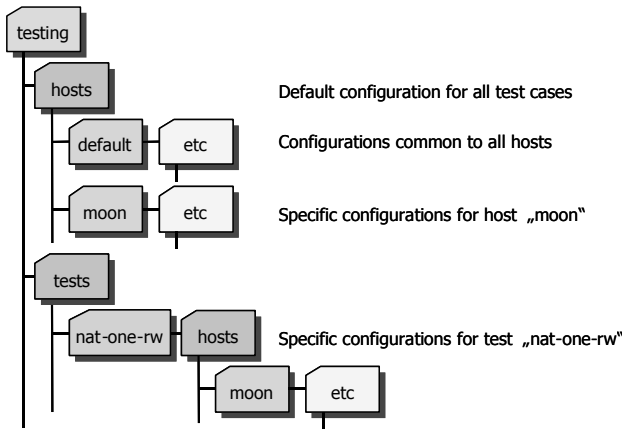 testing
hosts
Default configuration for all test cases
default
etc
Configurations common to all hosts
moon
etc
Specific configurations for host „moon“
tests
nat-one-rw
hosts
Specific configurations for test „nat-one-rw“
moon
etc